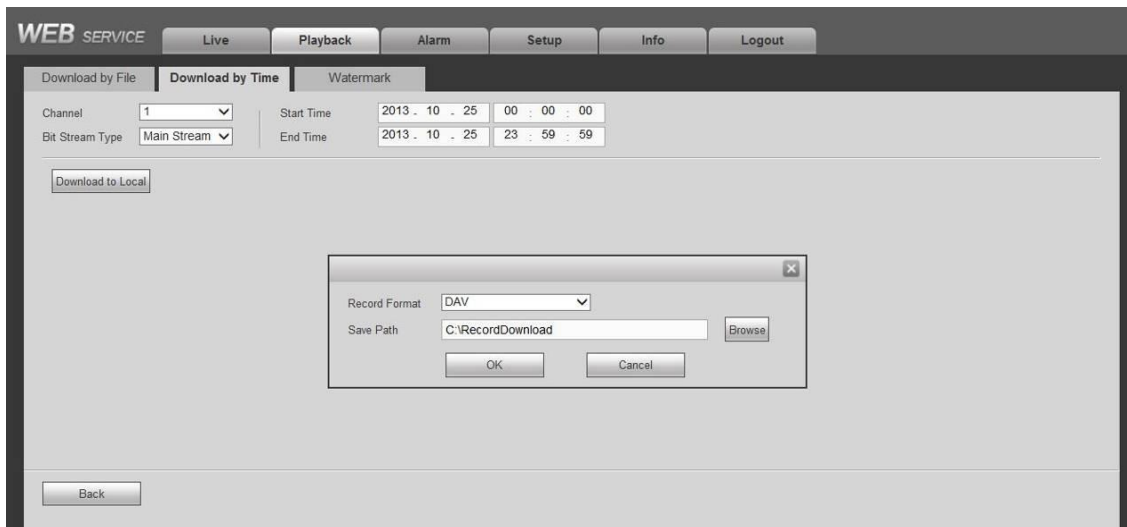 WEB SERVICE Live Playback Alarm Setup Info Logout
Download by File Download by Time Watermark
Channel 1 Start Time 2013 . 10 . 25 00 : 00 : 00
Bit Stream Type Main Stream End Time 2013 . 10 . 25 23 : 59 : 59
Download to Local
Record Format DAV
Save Path C:\RecordDownload Browse
OK Cancel
Back